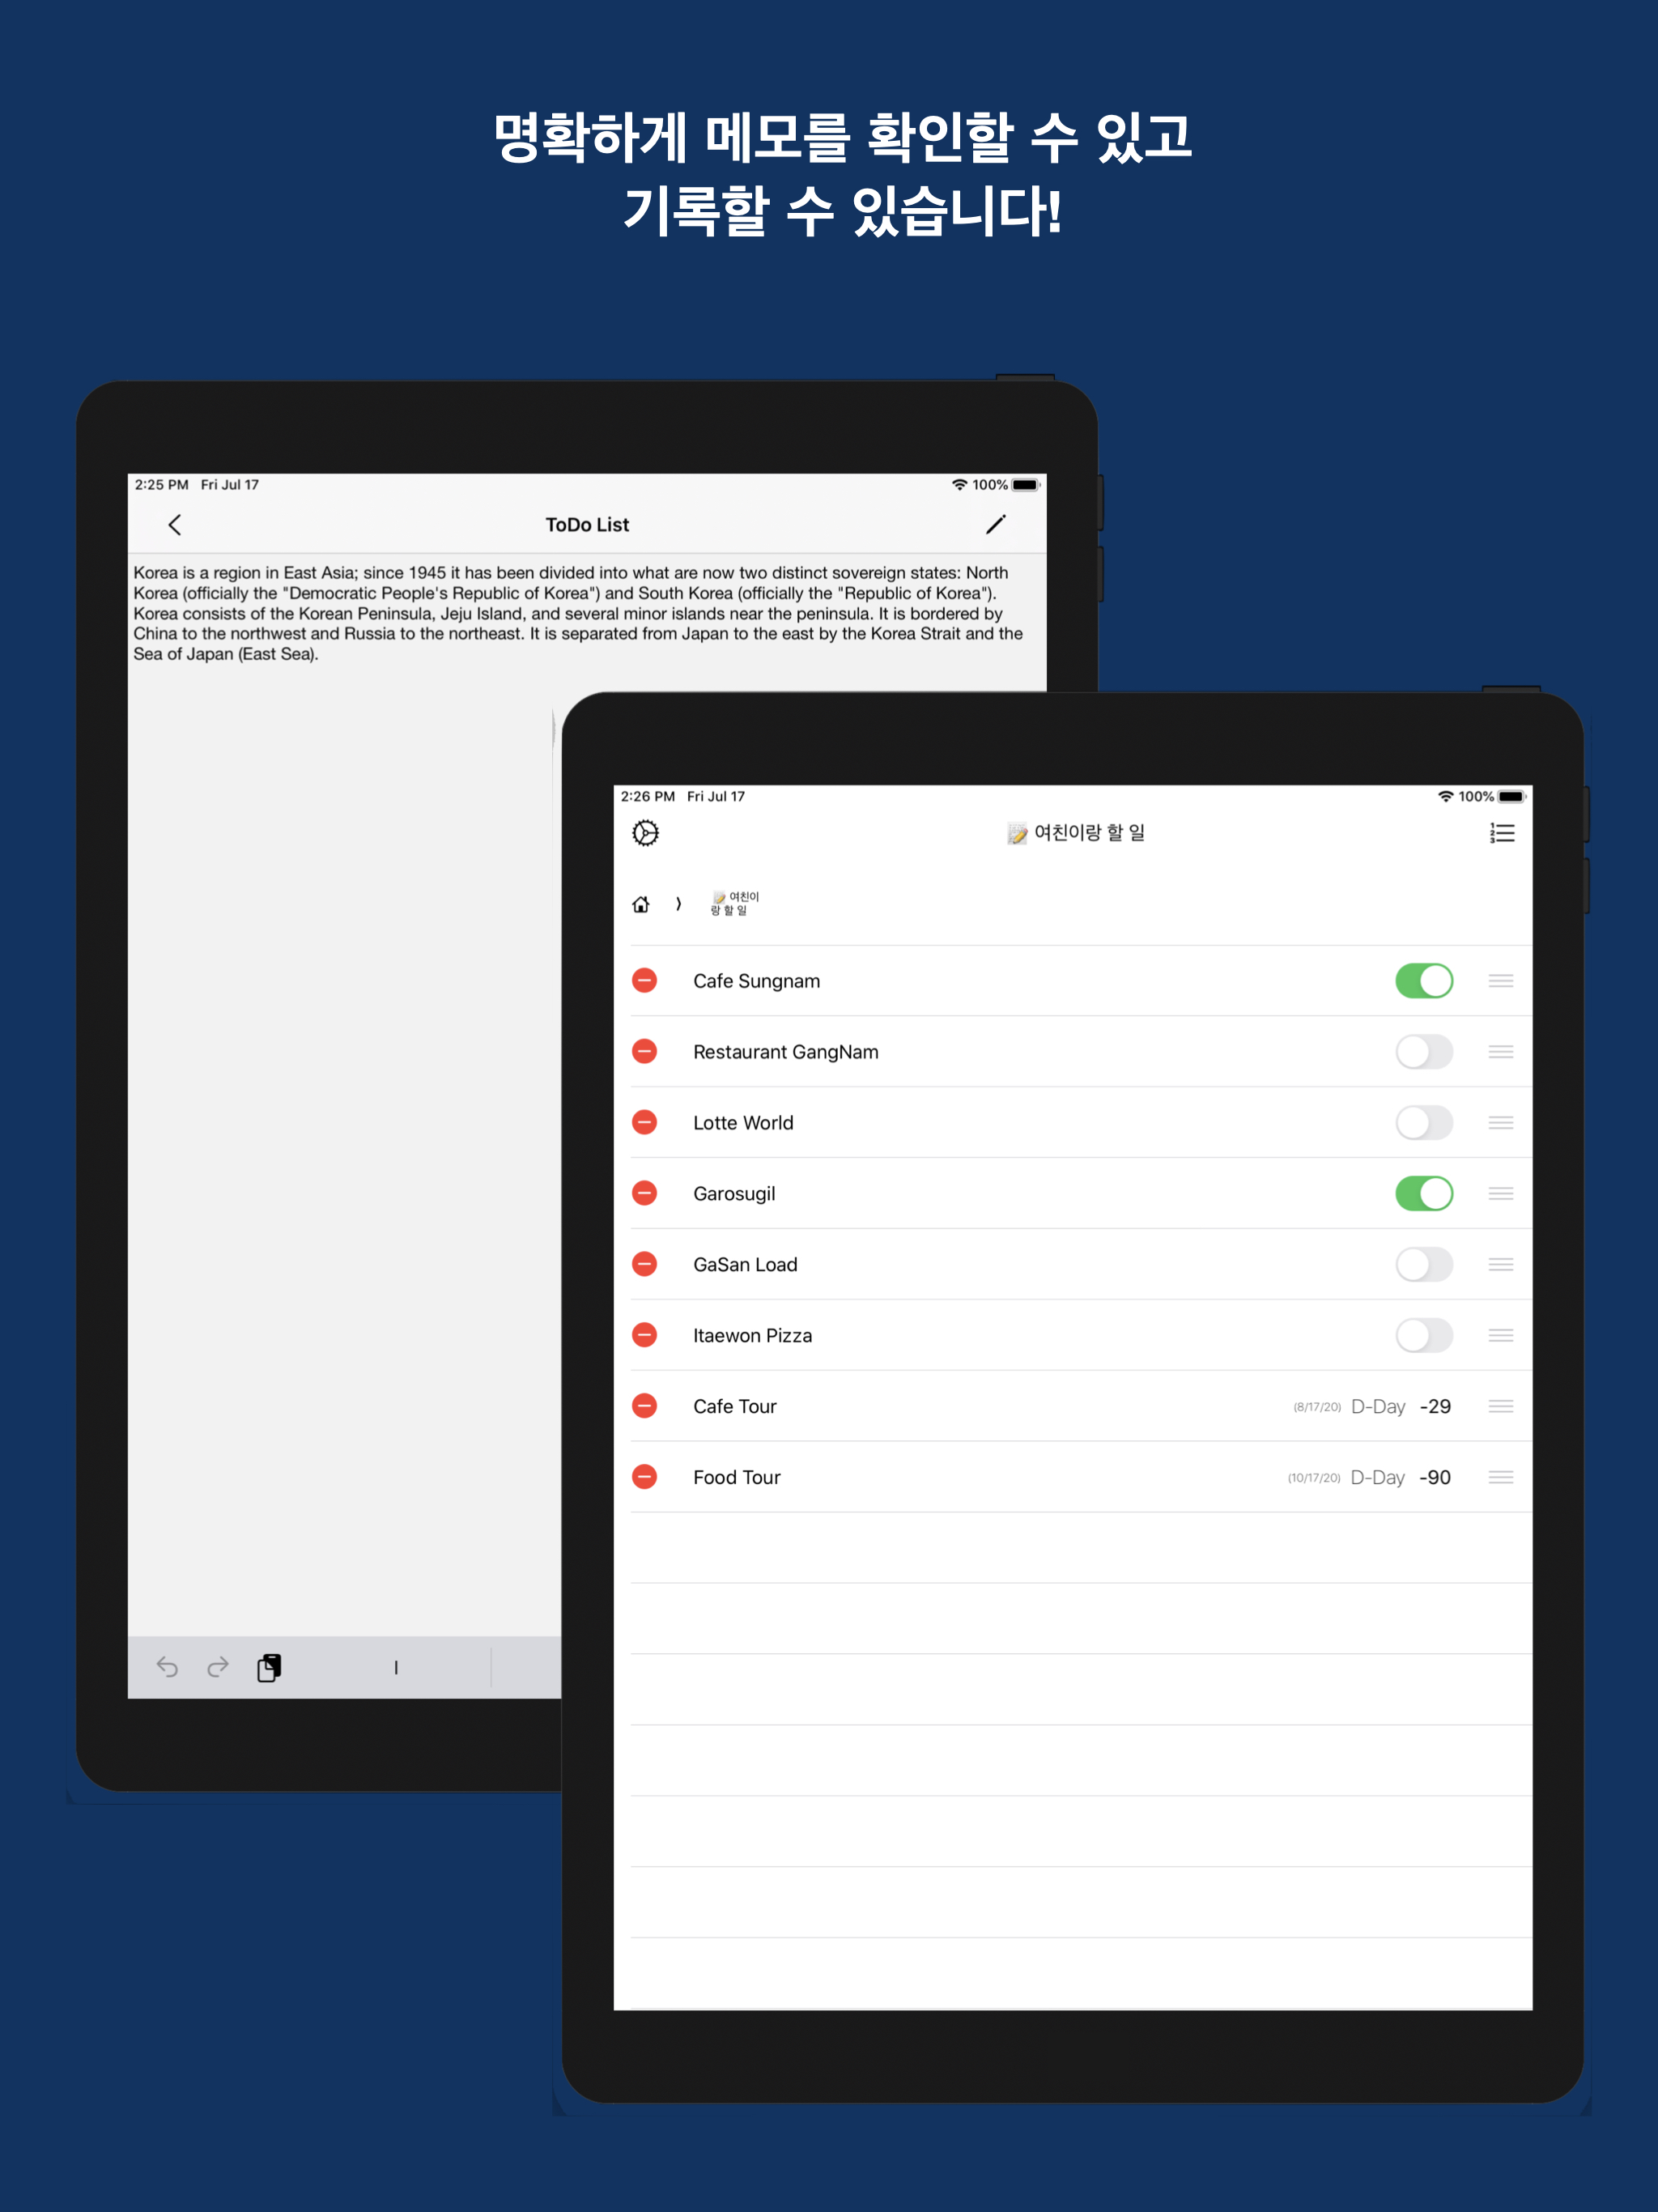 명확하게 메모를 확인할 수 있고
기록할 수 있습니다!
2:25 PM Fri Jul 17
100%
ToDo List
Korea is a region in East Asia; since 1945 it has been divided into what are now two distinct sovereign states: North
Korea (officially the "Democratic People's Republic of Korea") and South Korea (officially the "Republic of Korea").
Korea consists of the Korean Peninsula, Jeju Island, and several minor islands near the peninsula. It is bordered by
China to the northwest and Russia to the northeast. It is separated from Japan to the east by the Korea Strait and the
Sea of Japan (East Sea).
I
2:26 PM Fri Jul 17
100%
📝 여친이랑 할 일
📝 여친이
랑 할 일
Cafe Sungnam
Restaurant GangNam
Lotte World
Garosugil
GaSan Load
Itaewon Pizza
Cafe Tour (8/17/20) D-Day -29
Food Tour (10/17/20) D-Day -90